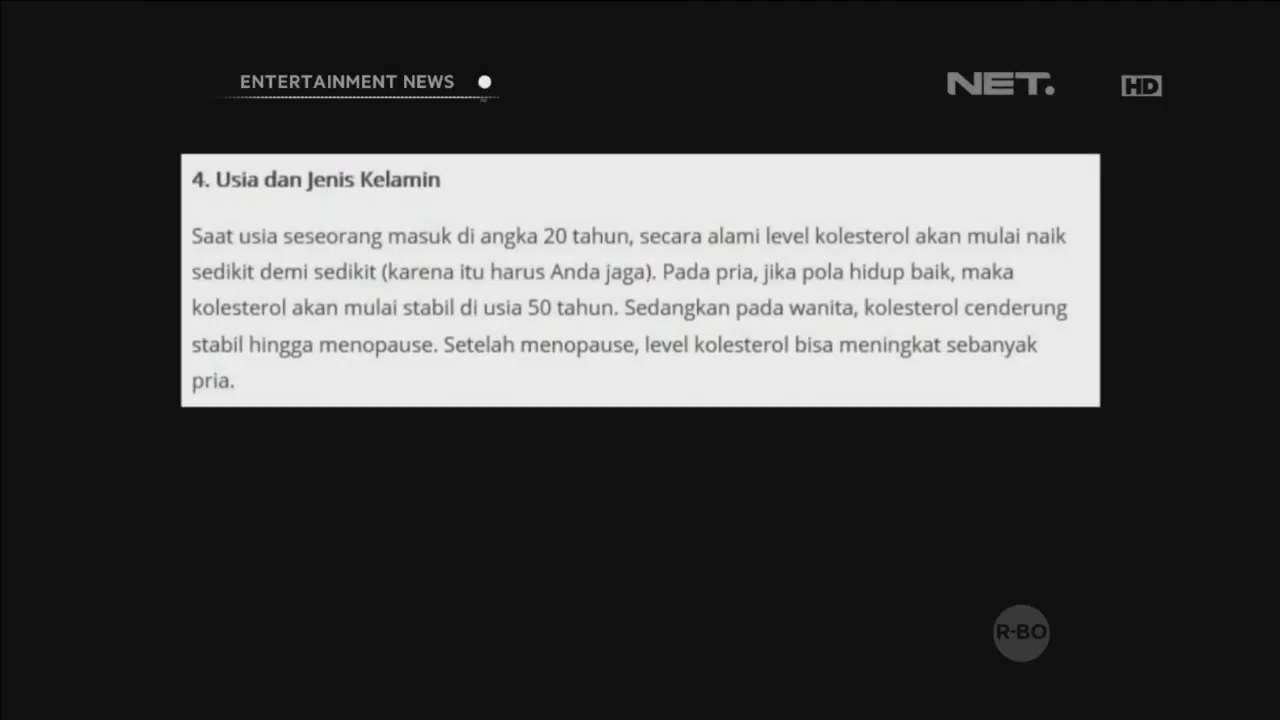 ENTERTAINMENT NEWS
NET.
HD
4. Usia dan Jenis Kelamin
Saat usia seseorang masuk di angka 20 tahun, secara alami level kolesterol akan mulai naik
sedikit demi sedikit (karena itu harus Anda jaga). Pada pria, jika pola hidup baik, maka
kolesterol akan mulai stabil di usia 50 tahun. Sedangkan pada wanita, kolesterol cenderung
stabil hingga menopause. Setelah menopause, level kolesterol bisa meningkat sebanyak
pria.
R-BO